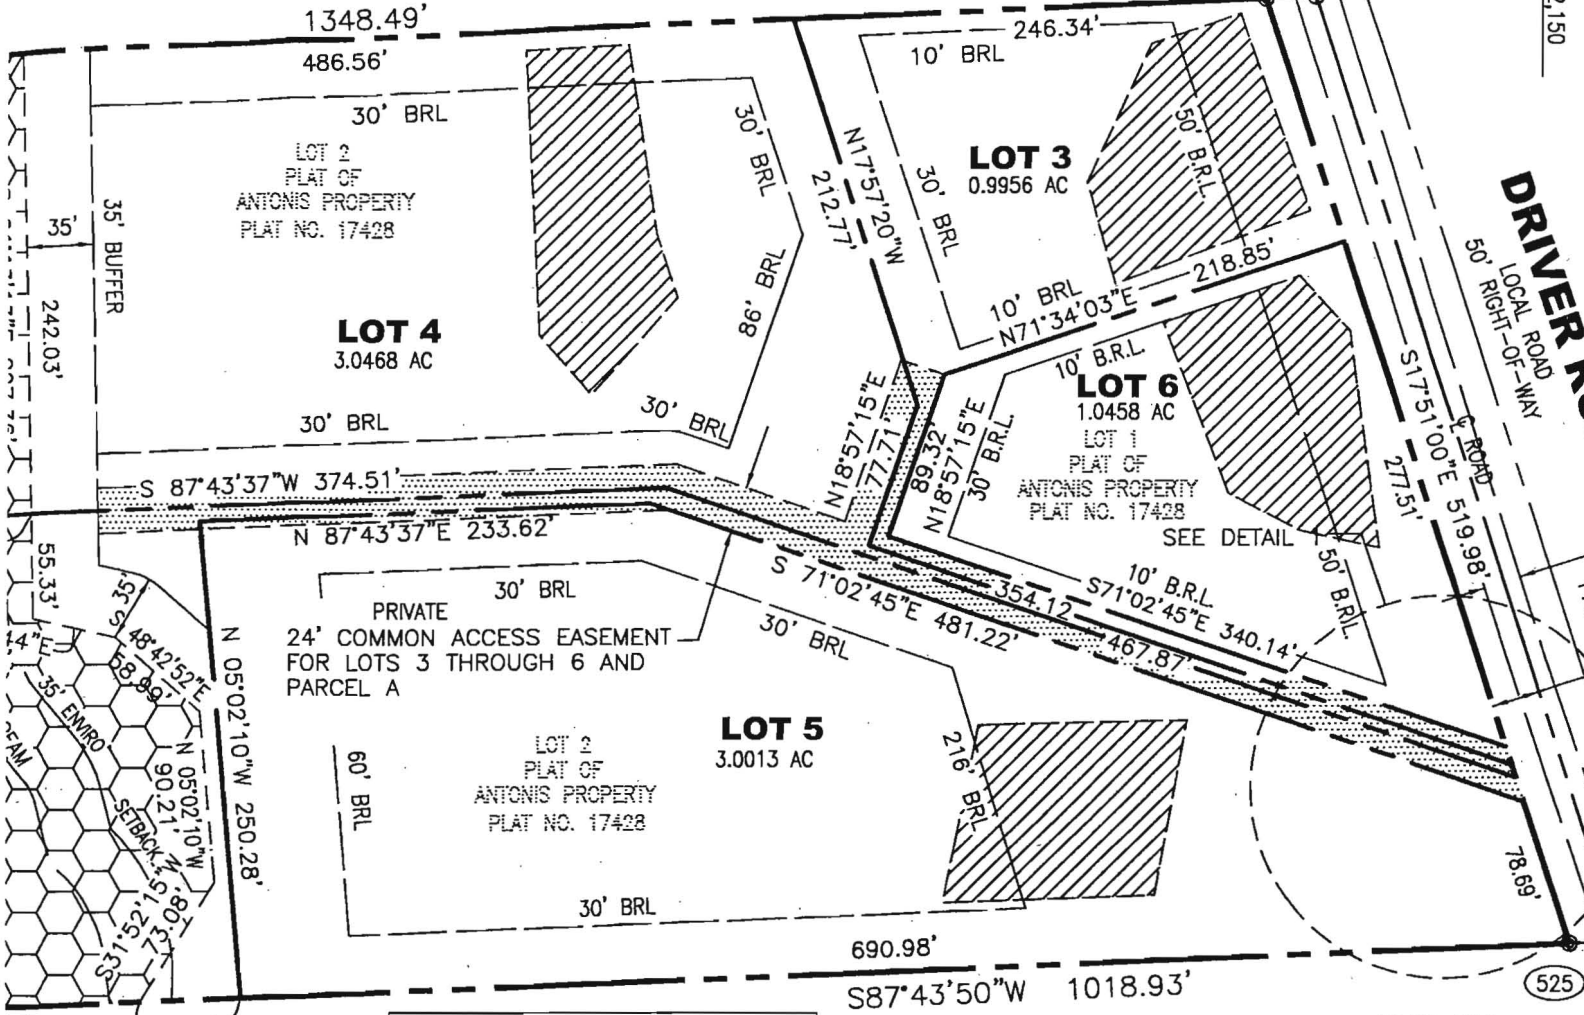 1348.49'
486.56'
30' BRL
LOT 2
PLAT OF
ANTONIS PROPERTY
PLAT NO. 17428
35'
35' BUFFER
242.03'
LOT 4
3.0468 AC
30' BRL
86' BRL
30' BRL
30' BRL
N17°57'20"W
212.77'
246.34'
10' BRL
LOT 3
0.9956 AC
30' BRL
50' B.R.L.
10' BRL
N71°34'03"E
218.85'
2,150
DRIVER
LOCAL ROAD
50' RIGHT-OF-WAY
10' B.R.L.
LOT 6
1.0458 AC
LOT 1
PLAT OF
ANTONIS PROPERTY
PLAT NO. 17428
SEE DETAIL 1
30' B.R.L.
N18°57'15"E
89.32'
N18°57'15"E
77.71'
50' B.R.L.
10' B.R.L.
S71°02'45"E 340.14'
S17°51'00"E 519.98'
277.51'
ROAD
S 87°43'37"W 374.51'
N 87°43'37"E 233.62'
S 71°02'45"E 481.22'
354.12
467.87'
55.33'
35'
S 48°42'52"E
58.99'
44"E
35' ENVIRO
SETBACK
N 05°02'10"W
90.21'
S31°52'15"W
73.08'
N 05°02'10"W 250.28'
30' BRL
PRIVATE
24' COMMON ACCESS EASEMENT
FOR LOTS 3 THROUGH 6 AND
PARCEL A
30' BRL
60' BRL
LOT 2
PLAT OF
ANTONIS PROPERTY
PLAT NO. 17428
LOT 5
3.0013 AC
216' BRL
30' BRL
78.69'
690.98'
S87°43'50"W 1018.93'
525